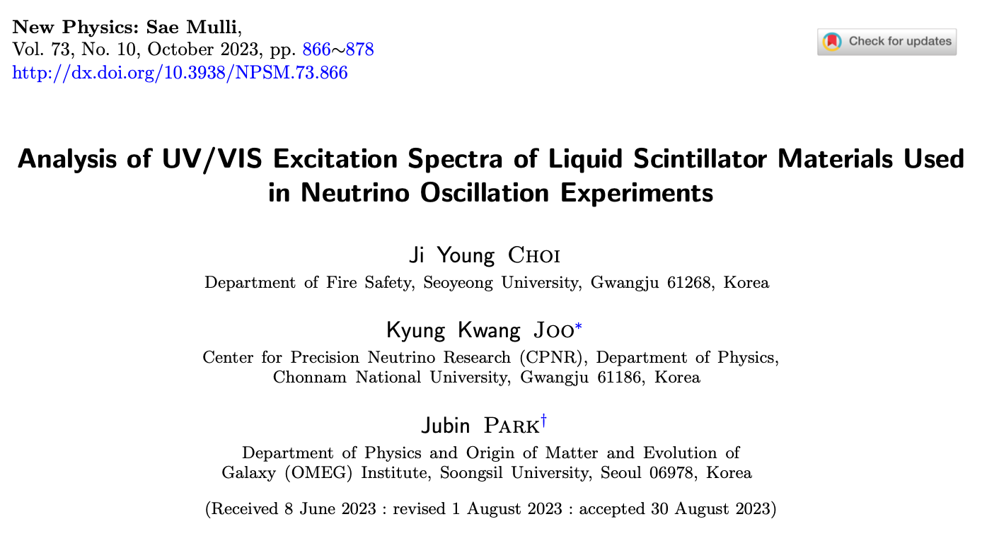 New Physics: Sae Mulli,
Vol. 73, No. 10, October 2023, pp. 866∼878
http://dx.doi.org/10.3938/NPSM.73.866
Check for updates
Analysis of UV/VIS Excitation Spectra of Liquid Scintillator Materials Used
in Neutrino Oscillation Experiments
Ji Young Choi
Department of Fire Safety, Seoyeong University, Gwangju 61268, Korea
Kyung Kwang Joo*
Center for Precision Neutrino Research (CPNR), Department of Physics,
Chonnam National University, Gwangju 61186, Korea
Jubin Park†
Department of Physics and Origin of Matter and Evolution of
Galaxy (OMEG) Institute, Soongsil University, Seoul 06978, Korea
(Received 8 June 2023 : revised 1 August 2023 : accepted 30 August 2023)